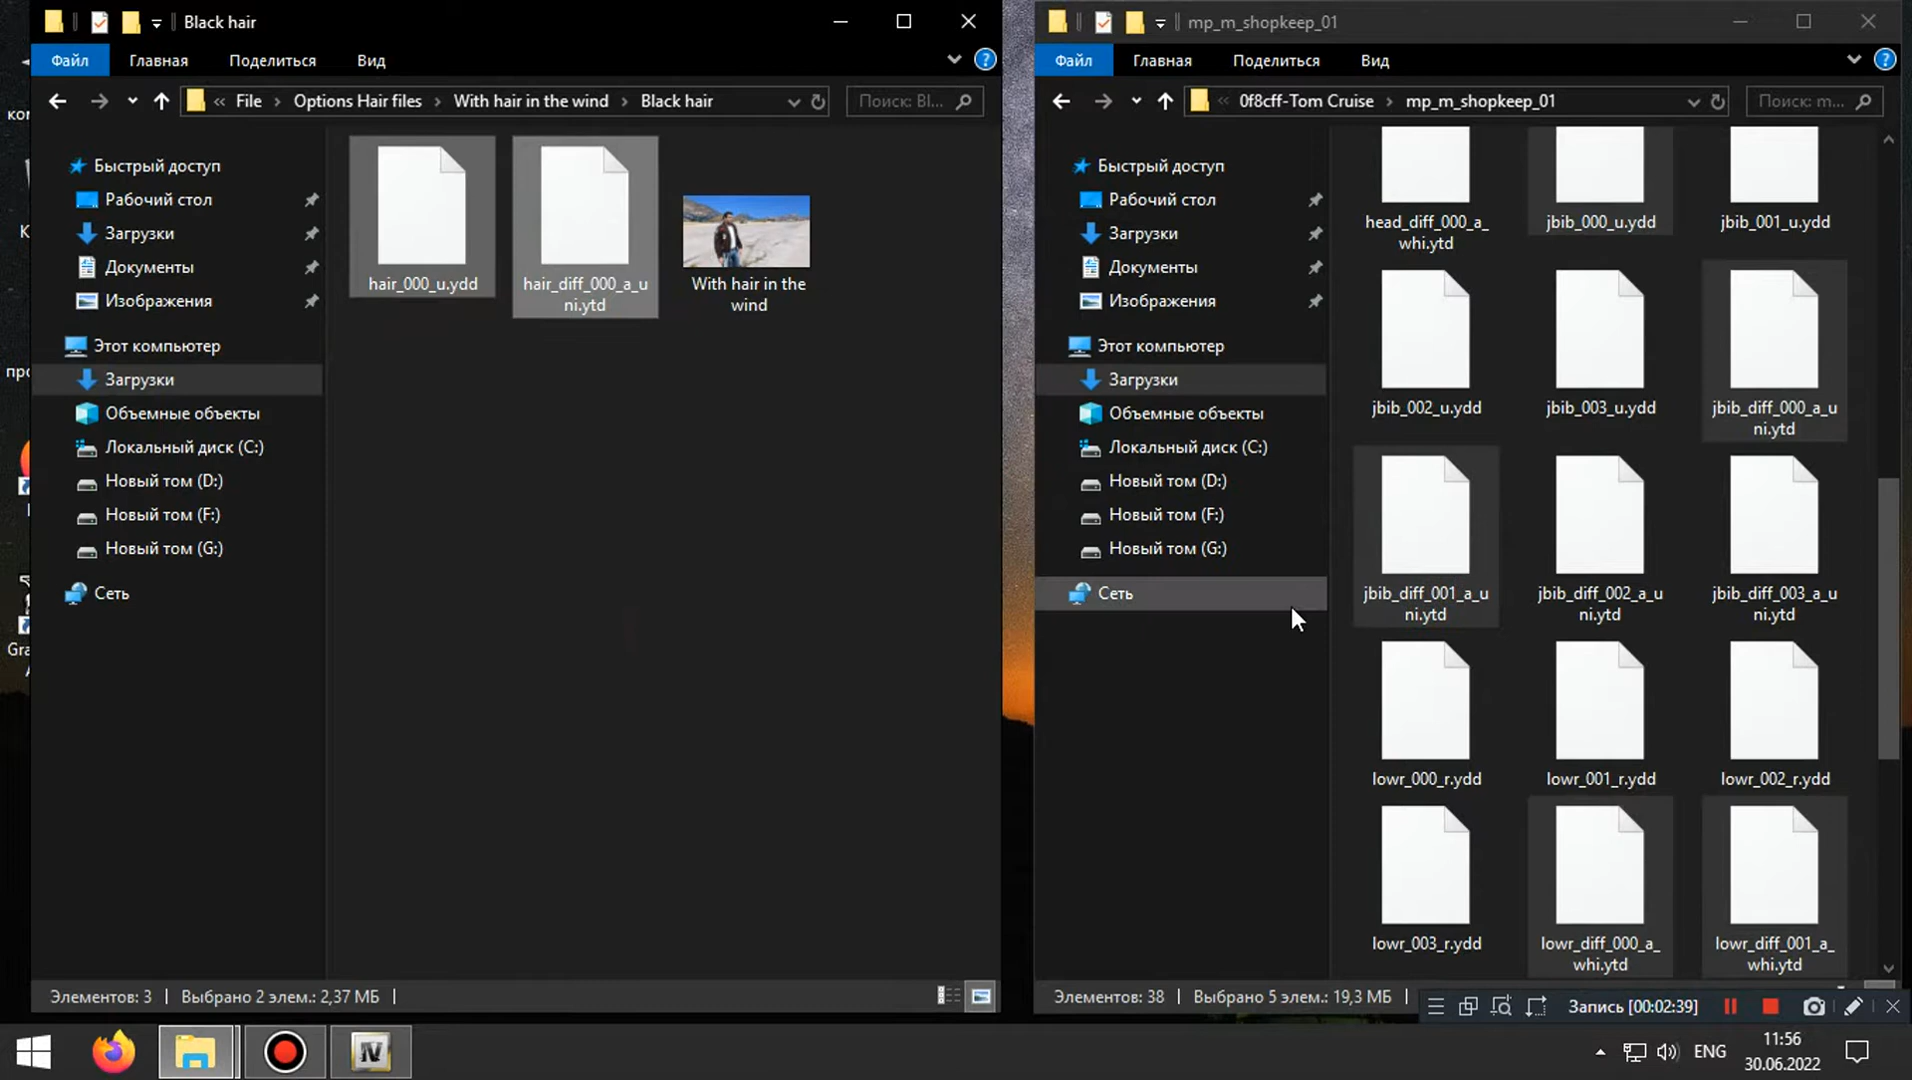 Black hair
Файл
Главная
Поделиться
Вид
«
File
Options Hair files
With hair in the wind
Black hair
Поиск: Bl...
Быстрый доступ
Рабочий стол
Загрузки
Документы
Изображения
Этот компьютер
Загрузки
Объемные объекты
Локальный диск (C:)
Новый том (D:)
Новый том (F:)
Новый том (G:)
Сеть
hair_000_u.ydd
hair_diff_000_a_u
ni.ytd
With hair in the
wind
Элементов: 3
Выбрано 2 элем.: 2,37 МБ
mp_m_shopkeep_01
Файл
Главная
Поделиться
Вид
«
0f8cff-Tom Cruise
mp_m_shopkeep_01
Поиск: m...
Быстрый доступ
Рабочий стол
Загрузки
Документы
Изображения
Этот компьютер
Загрузки
Объемные объекты
Локальный диск (C:)
Новый том (D:)
Новый том (F:)
Новый том (G:)
Сеть
head_diff_000_a_
whi.ytd
jbib_000_u.ydd
jbib_001_u.ydd
jbib_002_u.ydd
jbib_003_u.ydd
jbib_diff_000_a_u
ni.ytd
jbib_diff_001_a_u
ni.ytd
jbib_diff_002_a_u
ni.ytd
jbib_diff_003_a_u
ni.ytd
lowr_000_r.ydd
lowr_001_r.ydd
lowr_002_r.ydd
lowr_003_r.ydd
lowr_diff_000_a_
whi.ytd
lowr_diff_001_a_
whi.ytd
Элементов: 38
Выбрано 5 элем.: 19,3 МБ
Запись [00:02:39]
IV
ENG
11:56
30.06.2022